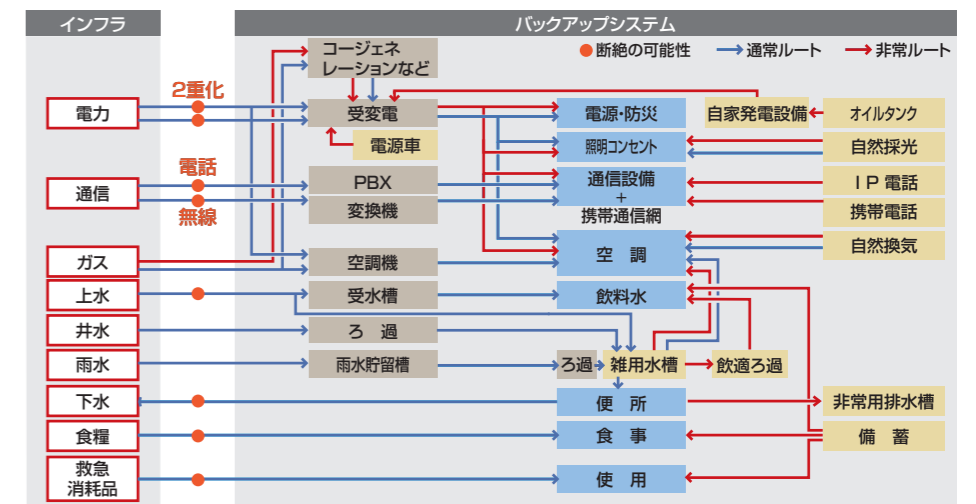 インフラ
バックアップシステム
●断絶の可能性 →通常ルート →非常ルート
コージェネ
レーションなど
2重化
電力
受変電
電源・防災
自家発電設備
オイルタンク
電源車
照明コンセント
自然採光
電話
通信
無線
PBX
変換機
通信設備
+
携帯通信網
IP電話
携帯電話
ガス
空調機
空 調
自然換気
上水
受水槽
飲料水
井水
ろ 過
雨水
雨水貯留槽
ろ過
雑用水槽
飲適ろ過
下水
便 所
非常用排水槽
食糧
食 事
備 蓄
救急
消耗品
使 用